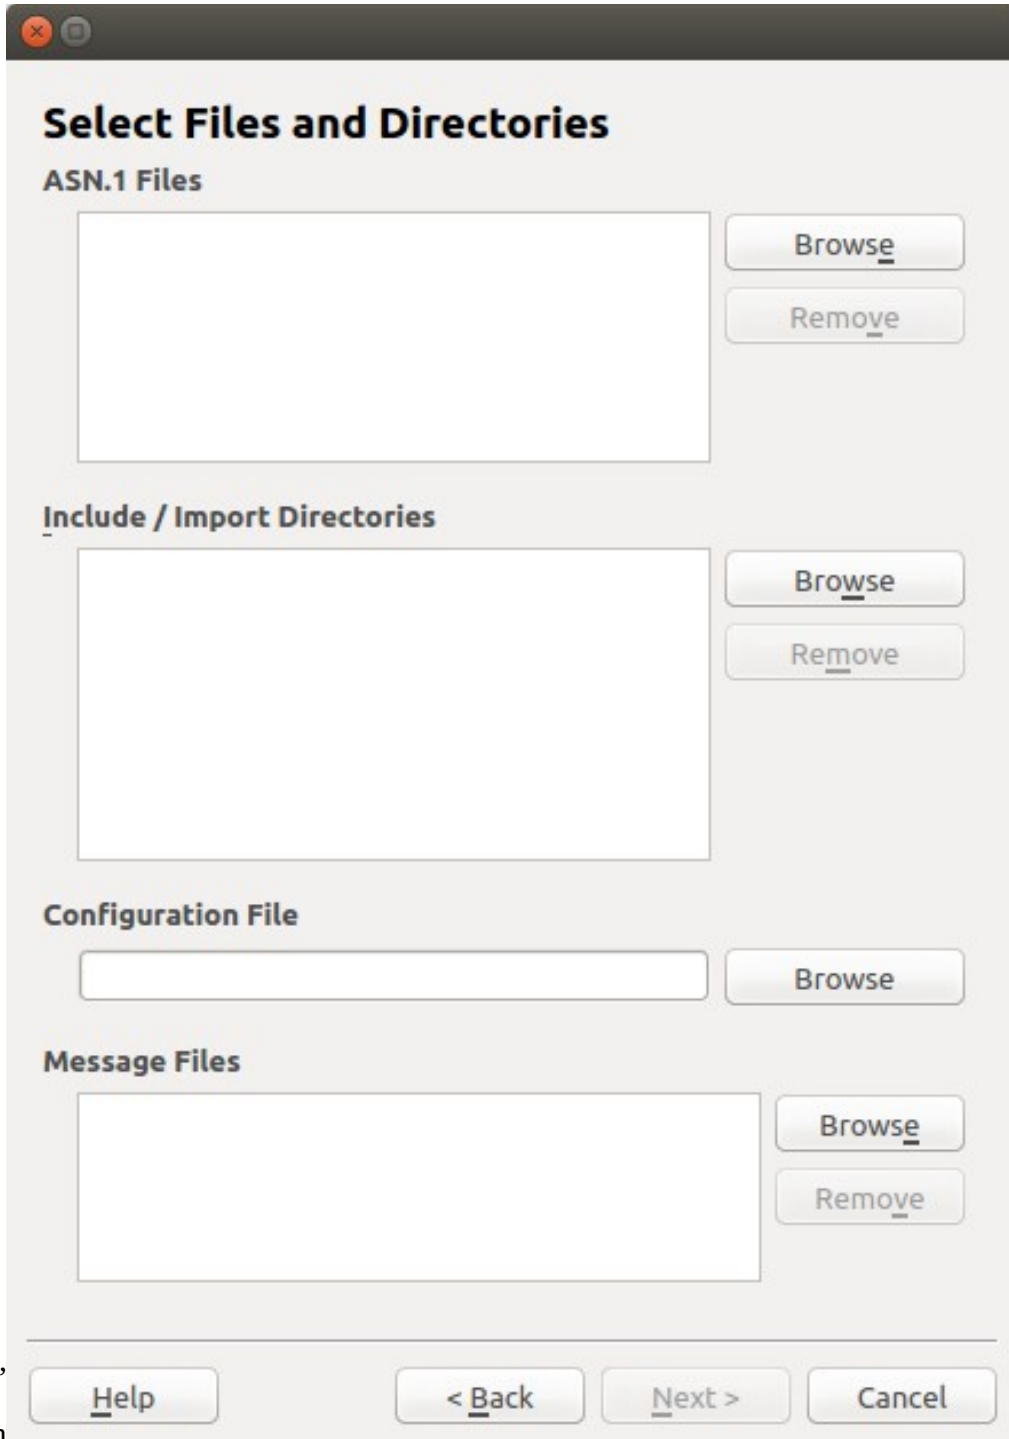 Select Files and Directories
ASN.1 Files
Browse
Remove
Include / Import Directories
Browse
Remove
Configuration File
Browse
Message Files
Browse
Remove
Help < Back Next > Cancel